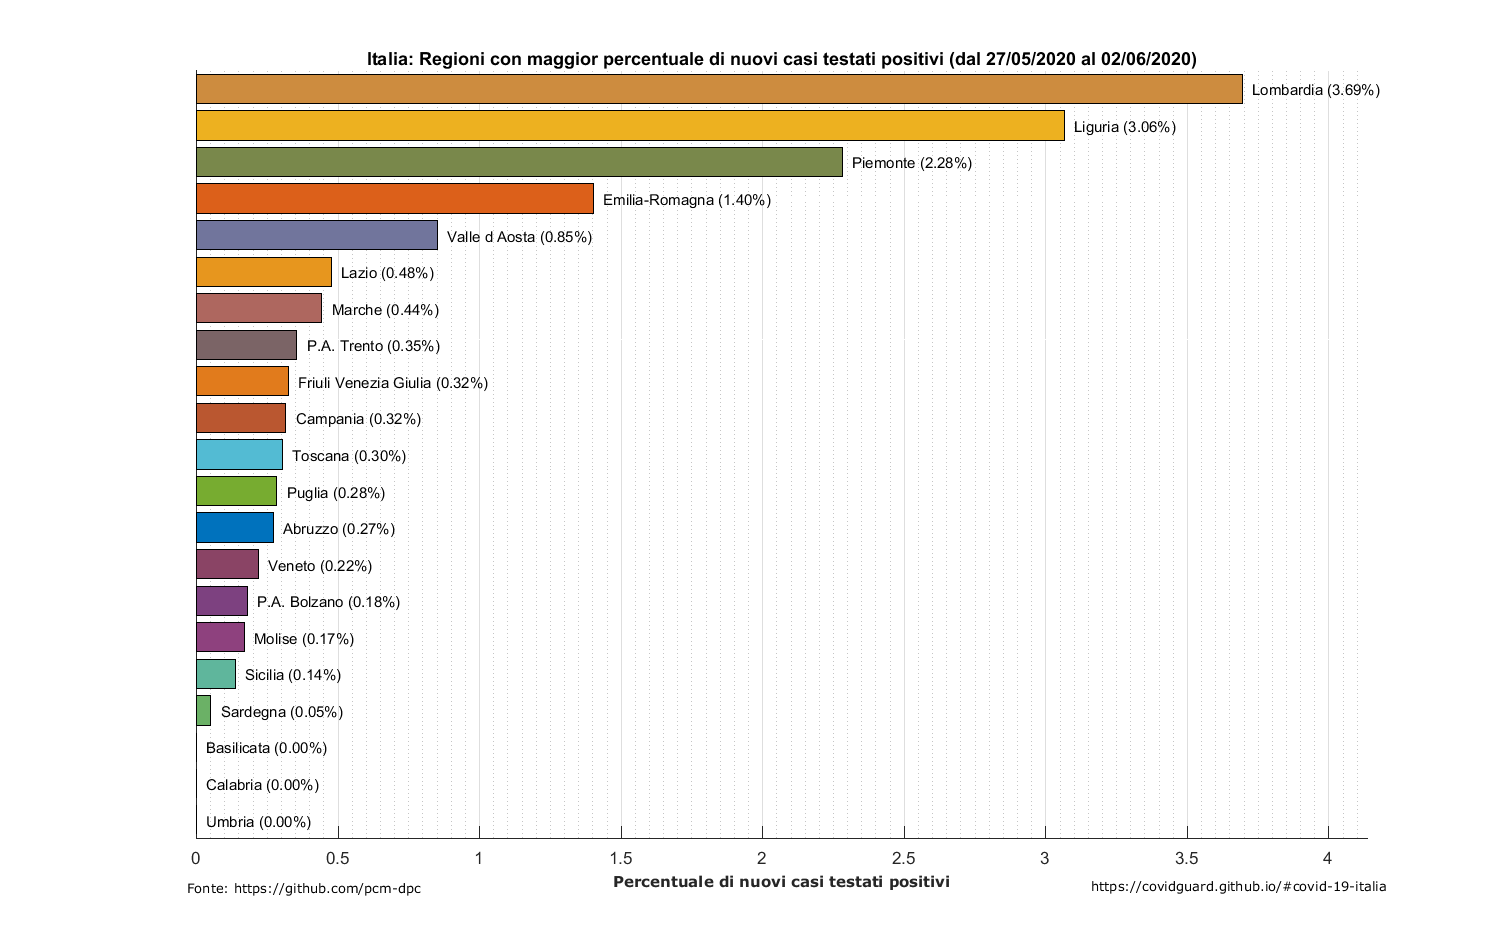 Italia: Regioni con maggior percentuale di nuovi casi testati positivi (dal 27/05/2020 al 02/06/2020)
Lombardia (3.69%)
Liguria (3.06%)
Piemonte (2.28%)
Emilia-Romagna (1.40%)
Valle d Aosta (0.85%)
Lazio (0.48%)
Marche (0.44%)
P.A. Trento (0.35%)
Friuli Venezia Giulia (0.32%)
Campania (0.32%)
Toscana (0.30%)
Puglia (0.28%)
Abruzzo (0.27%)
Veneto (0.22%)
P.A. Bolzano (0.18%)
Molise (0.17%)
Sicilia (0.14%)
Sardegna (0.05%)
Basilicata (0.00%)
Calabria (0.00%)
Umbria (0.00%)
0 0.5 1 1.5 2 2.5 3 3.5 4
Percentuale di nuovi casi testati positivi
Fonte: https://github.com/pcm-dpc
https://covidguard.github.io/#covid-19-italia